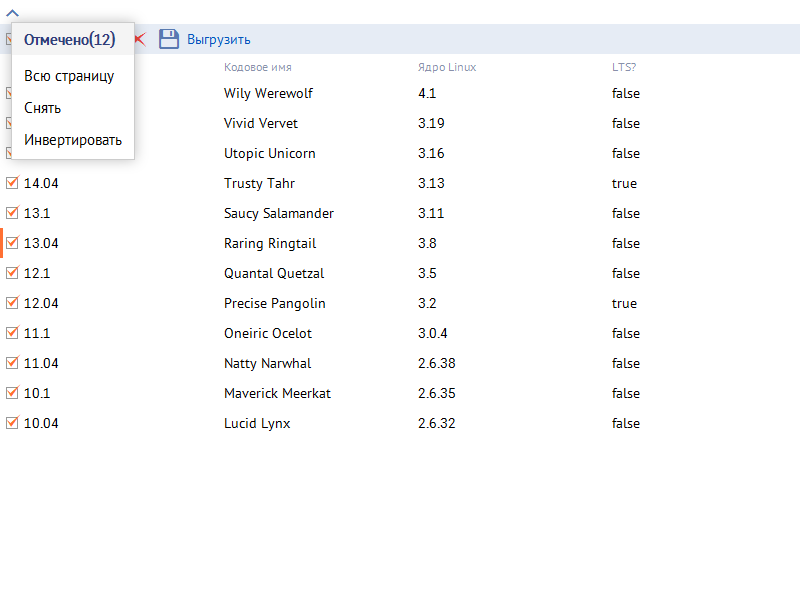 Отмечено(12) Выгрузить
Всю страницу
Снять
Инвертировать
Кодовое имя Ядро Linux LTS?
Wily Werewolf 4.1 false
Vivid Vervet 3.19 false
Utopic Unicorn 3.16 false
14.04 Trusty Tahr 3.13 true
13.1 Saucy Salamander 3.11 false
13.04 Raring Ringtail 3.8 false
12.1 Quantal Quetzal 3.5 false
12.04 Precise Pangolin 3.2 true
11.1 Oneiric Ocelot 3.0.4 false
11.04 Natty Narwhal 2.6.38 false
10.1 Maverick Meerkat 2.6.35 false
10.04 Lucid Lynx 2.6.32 false